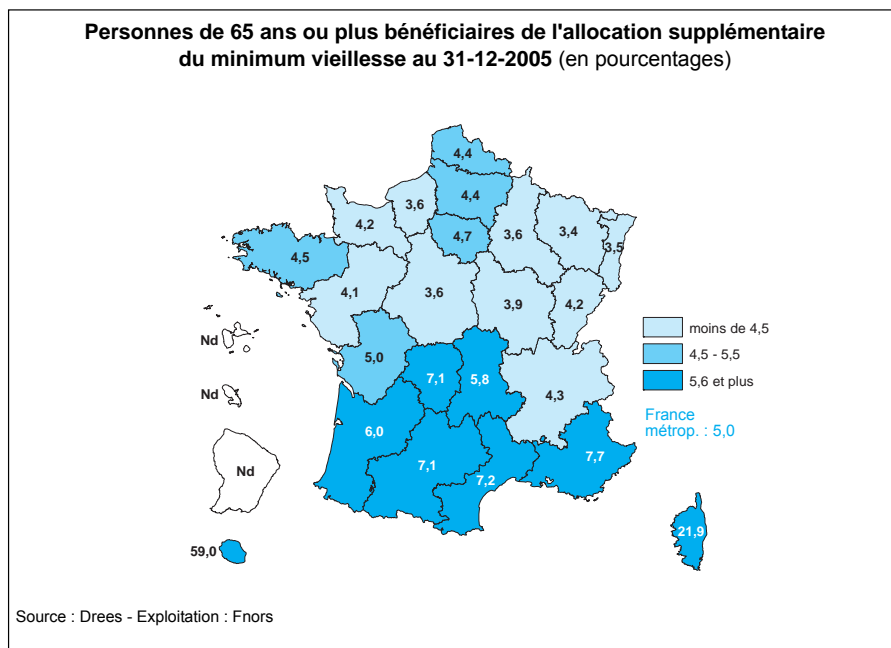 Personnes de 65 ans ou plus bénéficiaires de l'allocation supplémentaire
du minimum vieillesse au 31-12-2005 (en pourcentages)
4,4
4,4
3,6
4,2
4,7
3,6
3,4
3,5
4,5
4,1
3,6
3,9
4,2
Nd
5,0
7,1
5,8
4,3
Nd
6,0
7,1
7,2
7,7
Nd
59,0
21,9
moins de 4,5
4,5 - 5,5
5,6 et plus
France
métrop. : 5,0
Source : Drees - Exploitation : Fnors